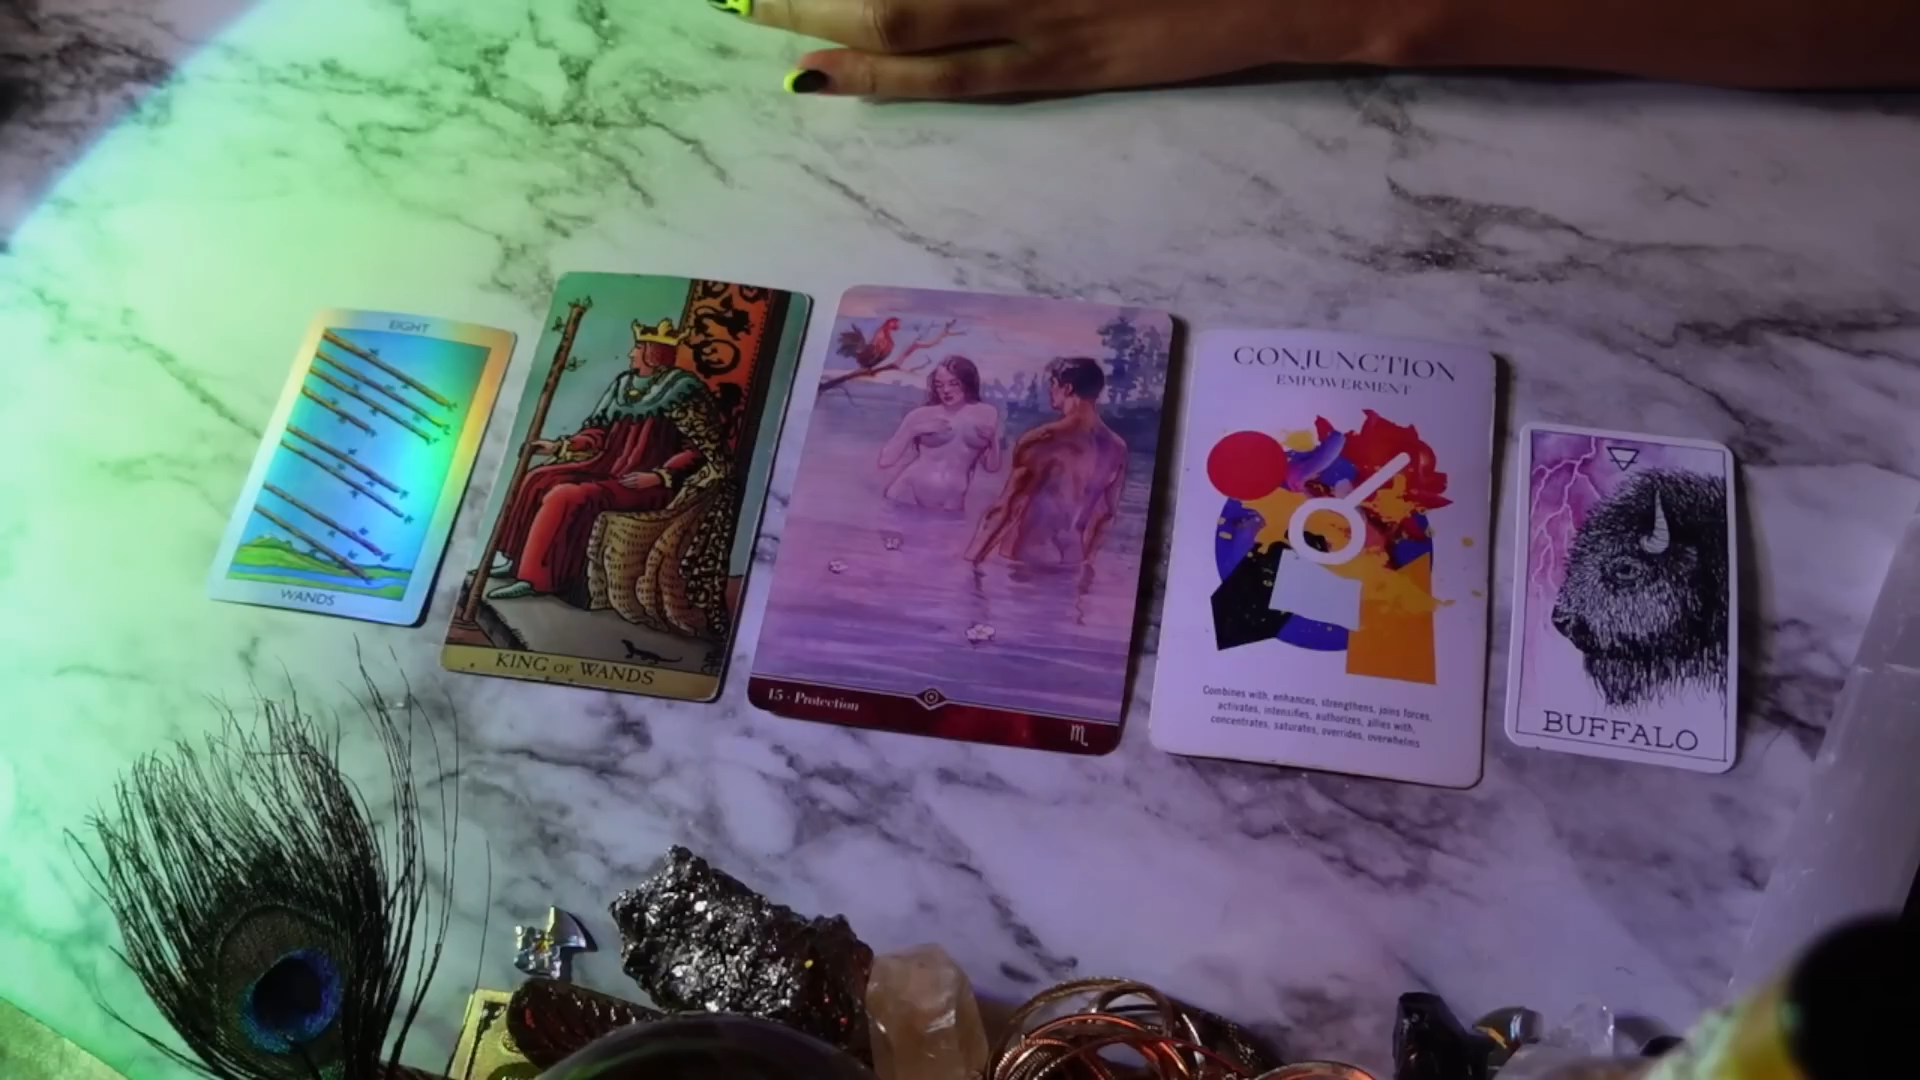 EIGHT
WANDS
KING OF WANDS
15 - Protection
CONJUNCTION
EMPOWERMENT
Combines with, enhances, strengthens, joins forces,
activates, intensifies, authorizes, allies with,
concentrates, saturates, overrides, overwhelms
BUFFALO